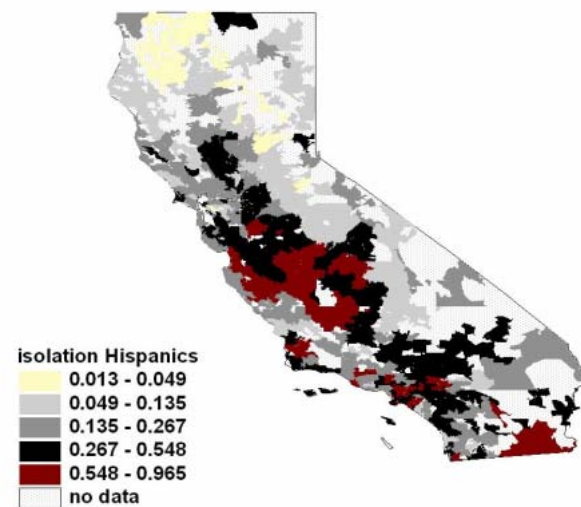 isolation Hispanics
0.013 - 0.049
0.049 - 0.135
0.135 - 0.267
0.267 - 0.548
0.548 - 0.965
no data